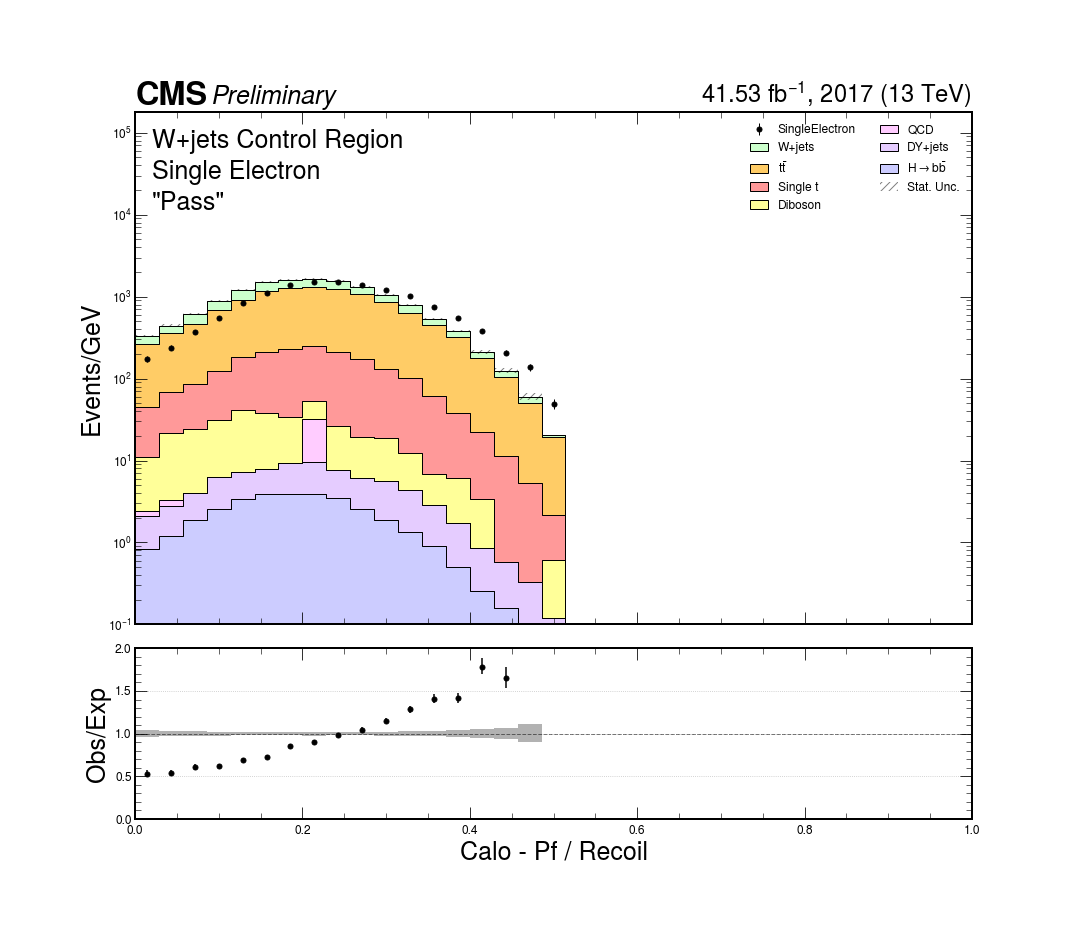 CMS Preliminary
41.53 fb⁻¹, 2017 (13 TeV)
W+jets Control Region
Single Electron
"Pass"
SingleElectron
W+jets
tt̄
Single t
Diboson
QCD
DY+jets
H→bb̄
Stat. Unc.
Events/GeV
10⁵
10⁴
10³
10²
10¹
10⁰
10⁻¹
Obs/Exp
2.0
1.5
1.0
0.5
0.0
0.0 0.2 0.4 0.6 0.8 1.0
Calo - Pf / Recoil